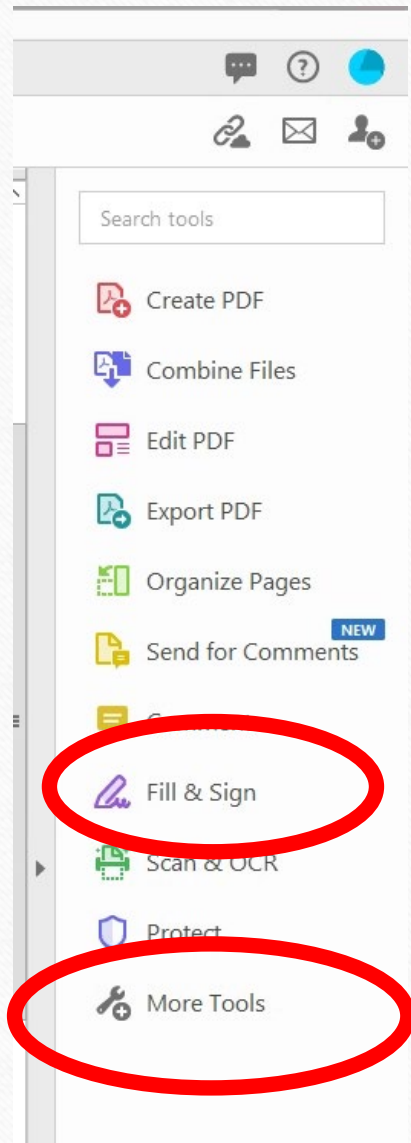 Search tools
Create PDF
Combine Files
Edit PDF
Export PDF
Organize Pages
NEW
Send for Comments
Fill & Sign
Scan & OCR
Protect
More Tools